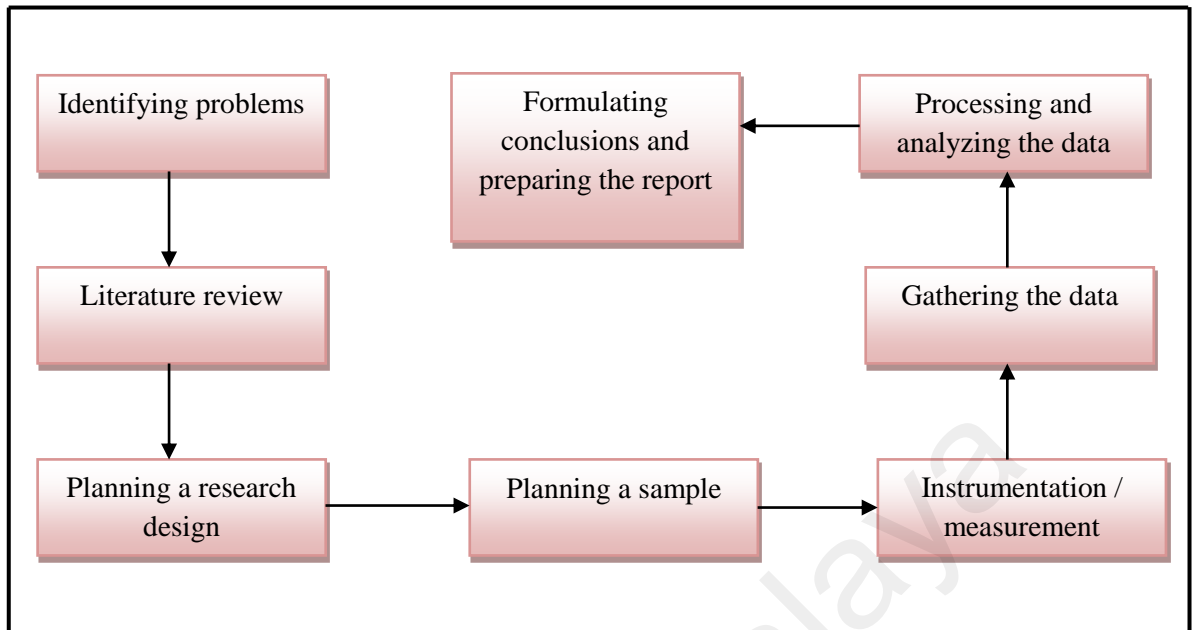 Identifying problems
Literature review
Planning a research
design
Planning a sample
Instrumentation /
measurement
Gathering the data
Processing and
analyzing the data
Formulating
conclusions and
preparing the report